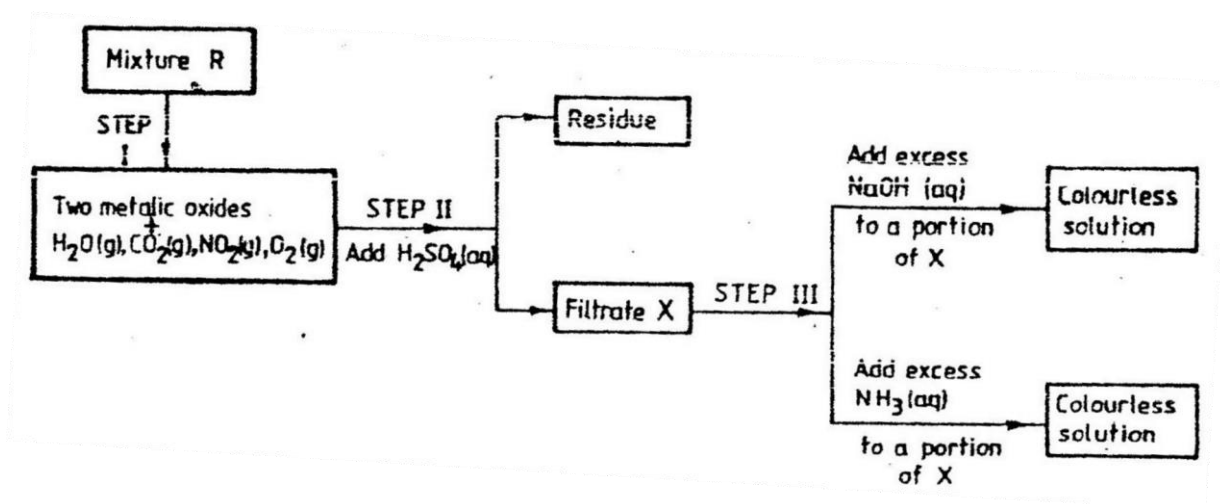 Mixture R
STEP
I
Two metalic oxides
+
H₂O(g), CO₂(g), NO₂(g), O₂(g)
STEP II
Add H₂SO₄(aq)
Residue
Filtrate X
STEP III
Add excess
NaOH (aq)
to a portion
of X
Colourless
solution
Add excess
NH₃(aq)
to a portion
of X
Colourless
solution